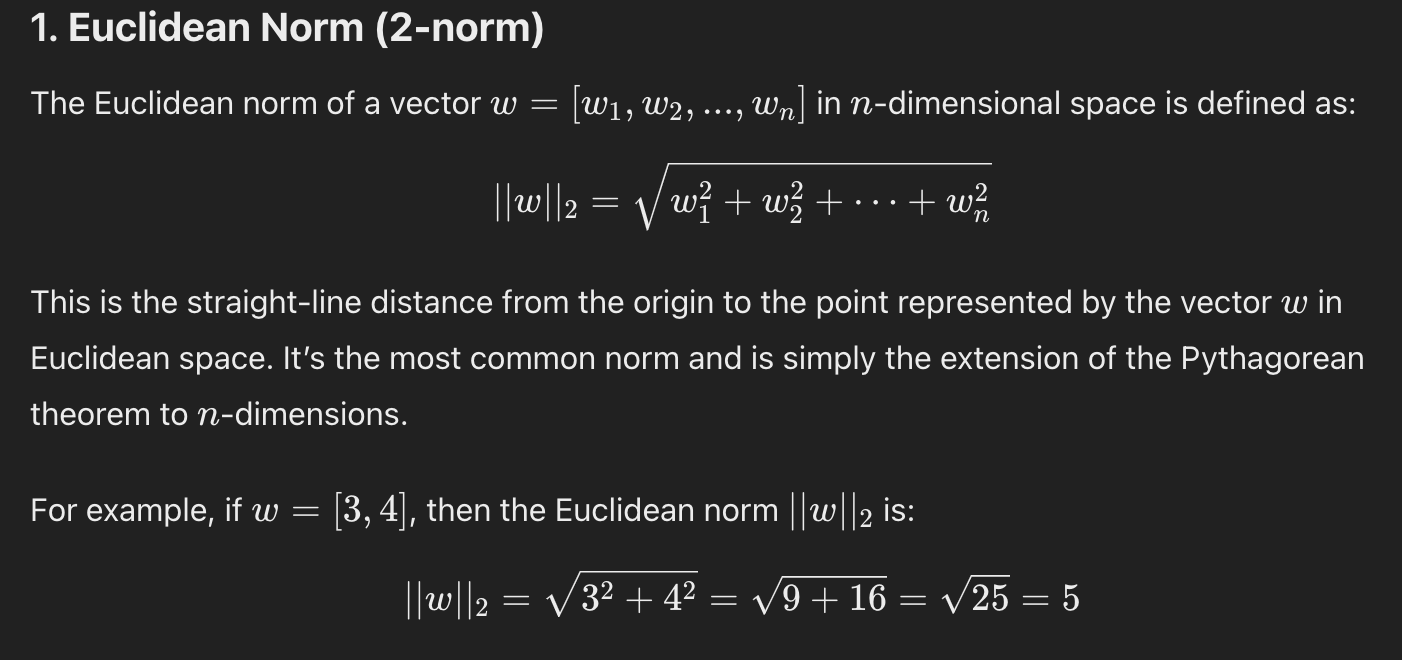 1. Euclidean Norm (2-norm)
The Euclidean norm of a vector w = [w₁, w₂, ..., wₙ] in n-dimensional space is defined as:
||w||₂ = √(w₁² + w₂² + ⋯ + wₙ²)
This is the straight-line distance from the origin to the point represented by the vector w in
Euclidean space. It’s the most common norm and is simply the extension of the Pythagorean
theorem to n-dimensions.
For example, if w = [3, 4], then the Euclidean norm ||w||₂ is:
||w||₂ = √(3² + 4²) = √(9 + 16) = √25 = 5